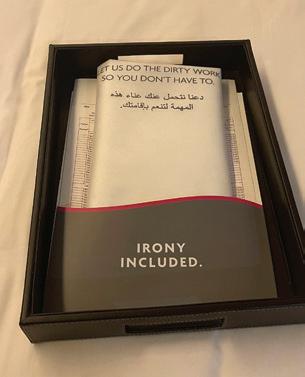 ET US DO THE DIRTY WORK
SO YOU DON'T HAVE TO.
دعنا نتحمل عنك عناء هذه
المهمة لتنعم بإقامتك.
IRONY
INCLUDED.